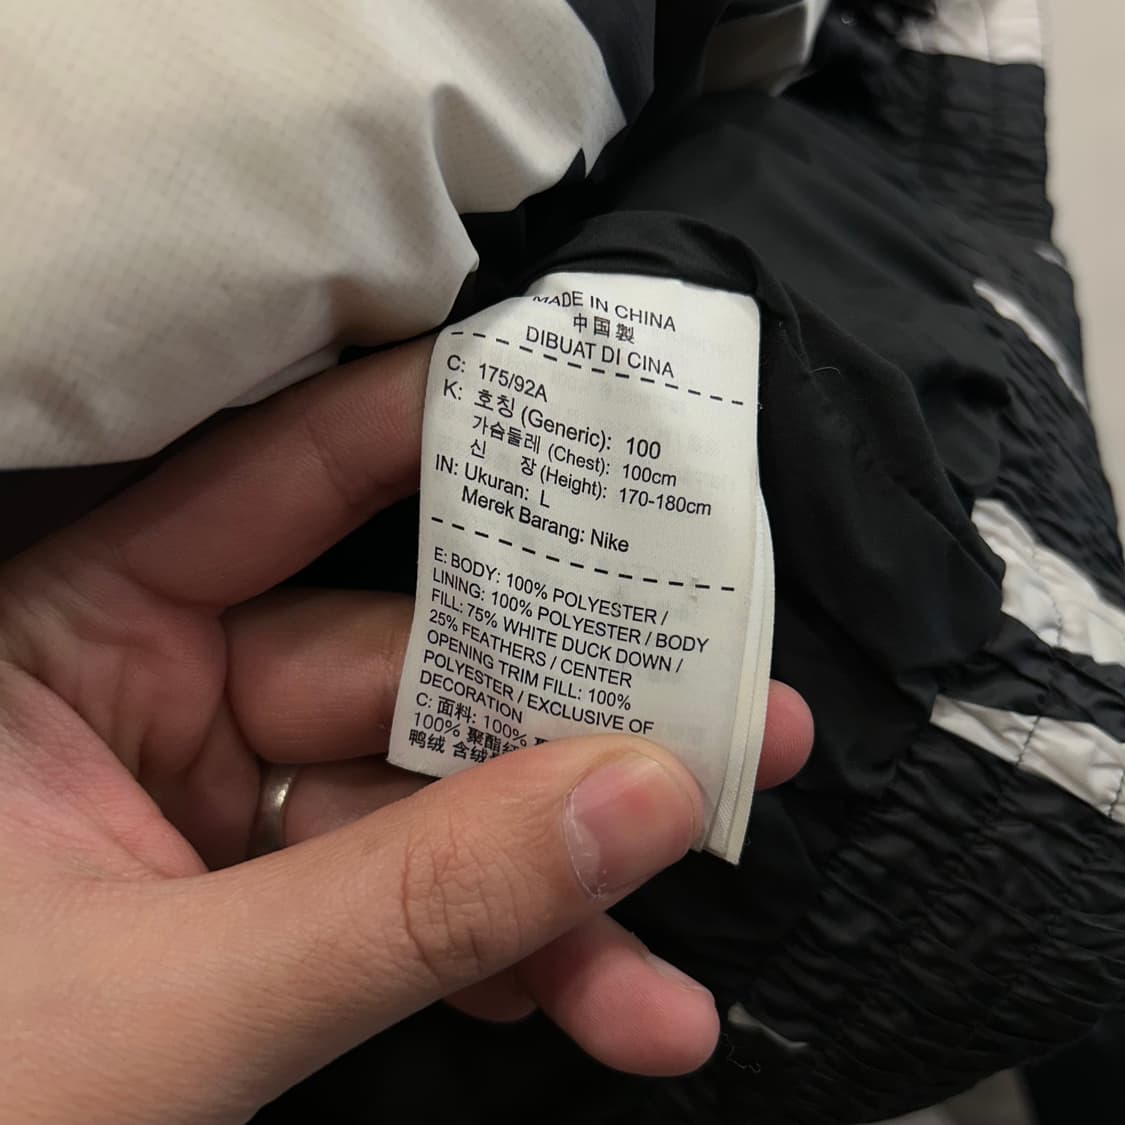 MADE IN CHINA
中国製
DIBUAT DI CINA
C: 175/92A
K: 호칭 (Generic): 100
가슴둘레 (Chest): 100cm
신 장 (Height): 170-180cm
IN: Ukuran: L
Merek Barang: Nike
E: BODY: 100% POLYESTER /
LINING: 100% POLYESTER / BODY
FILL: 75% WHITE DUCK DOWN /
25% FEATHERS / CENTER
OPENING TRIM FILL: 100%
POLYESTER / EXCLUSIVE OF
DECORATION
C: 面料: 100%
100% 聚酯
鸭绒 含绒